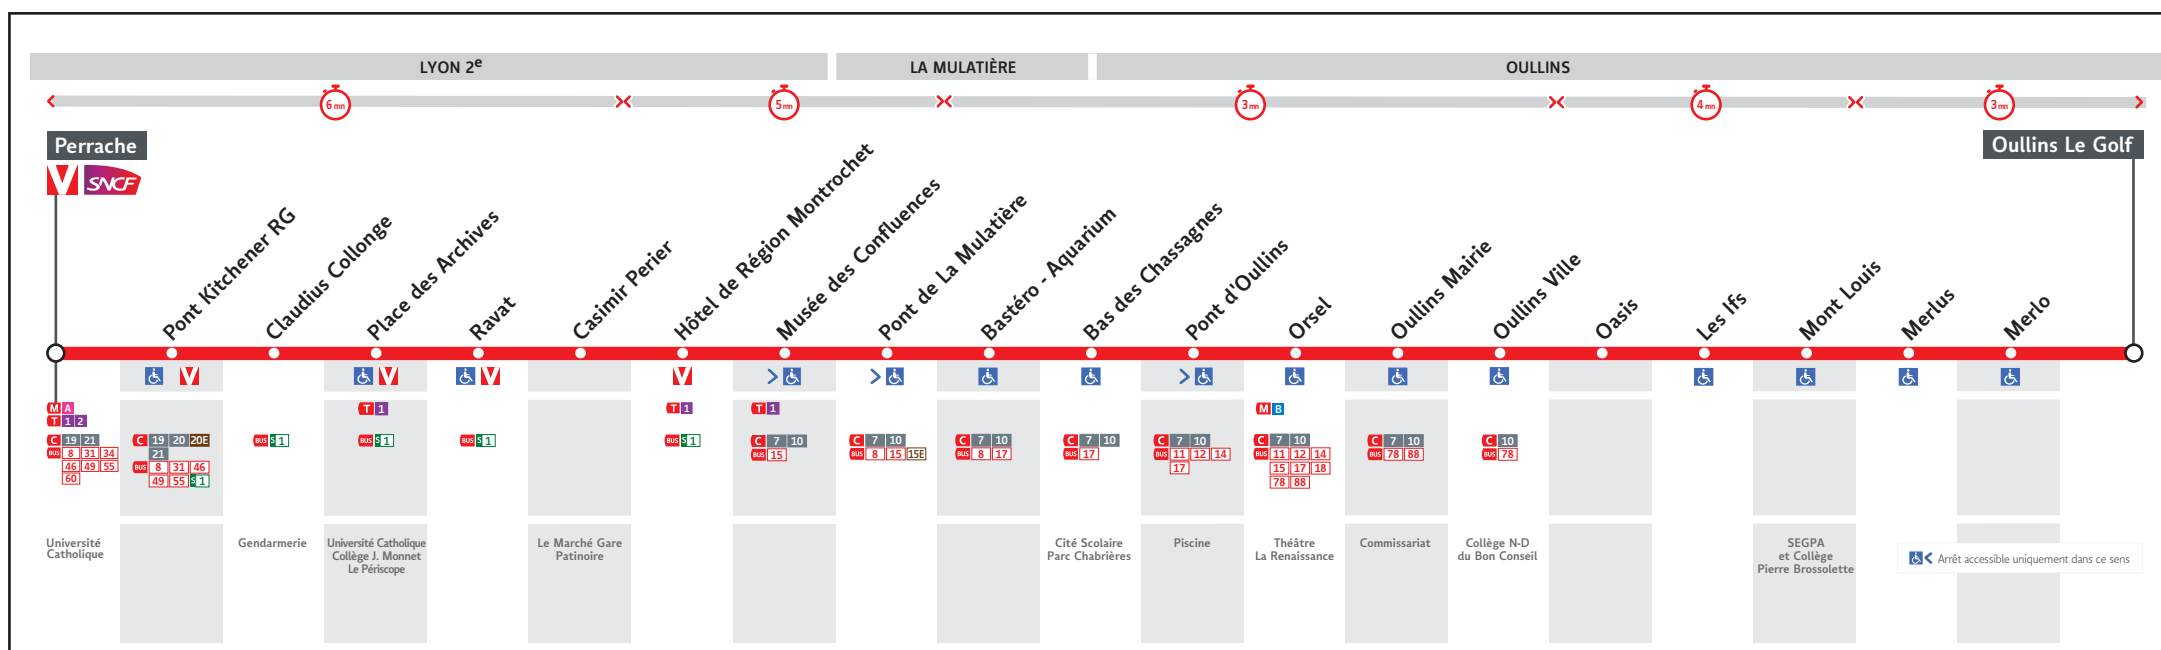 LYON 2e
LA MULATIÈRE
OULLINS
6 mn
5 mn
3 mn
4 mn
3 mn
Perrache
SNCF
Oullins Le Golf
Pont Kitchener RG
Claudius Collonge
Place des Archives
Ravat
Casimir Perier
Hôtel de Région Montrochet
Musée des Confluences
Pont de La Mulatière
Bastéro - Aquarium
Bas des Chassagnes
Pont d'Oullins
Orsel
Oullins Mairie
Oullins Ville
Oasis
Les Ifs
Mont Louis
Merlus
Merlo
V
V
V
V
V
M A
T 1 2
C 19 21
BUS 8 31 34
46 49 55
60
C 19 20 20E
21
BUS 8 31 46
49 55 S 1
BUS S 1
T 1
BUS S 1
BUS S 1
T 1
BUS S 1
T 1
C 7 10
BUS 15
C 7 10
BUS 8 15 15E
C 7 10
BUS 8 17
C 7 10
BUS 17
C 7 10
BUS 11 12 14
17
M B
C 7 10
BUS 11 12 14
15 17 18
78 88
C 7 10
BUS 78 88
C 10
BUS 78
Université
Catholique
Gendarmerie
Université Catholique
Collège J. Monnet
Le Périscope
Le Marché Gare
Patinoire
Cité Scolaire
Parc Chabrières
Piscine
Théâtre
La Renaissance
Commissariat
Collège N-D
du Bon Conseil
SEGPA
et Collège
Pierre Brossolette
Arrêt accessible uniquement dans ce sens